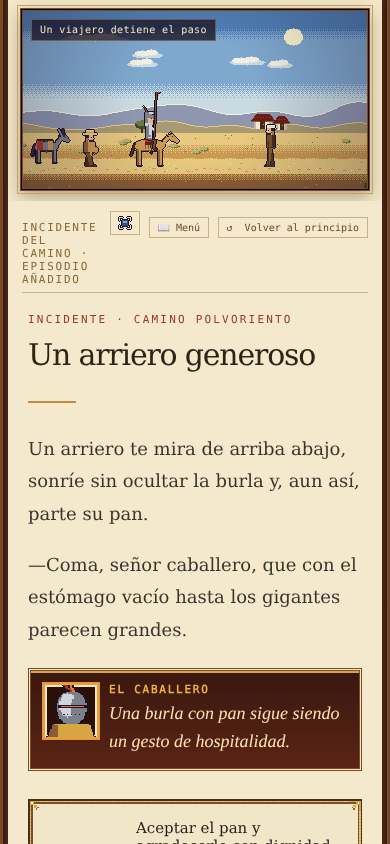 Un viajero detiene el paso
INCIDENTE
DEL
CAMINO ·
EPISODIO
AÑADIDO
📖 Menú
↺ Volver al principio
INCIDENTE · CAMINO POLVORIENTO
Un arriero generoso
Un arriero te mira de arriba abajo,
sonríe sin ocultar la burla y, aun así,
parte su pan.
—Coma, señor caballero, que con el
estómago vacío hasta los gigantes
parecen grandes.
EL CABALLERO
Una burla con pan sigue siendo
un gesto de hospitalidad.
Aceptar el pan y
agradecerlo con dignidad